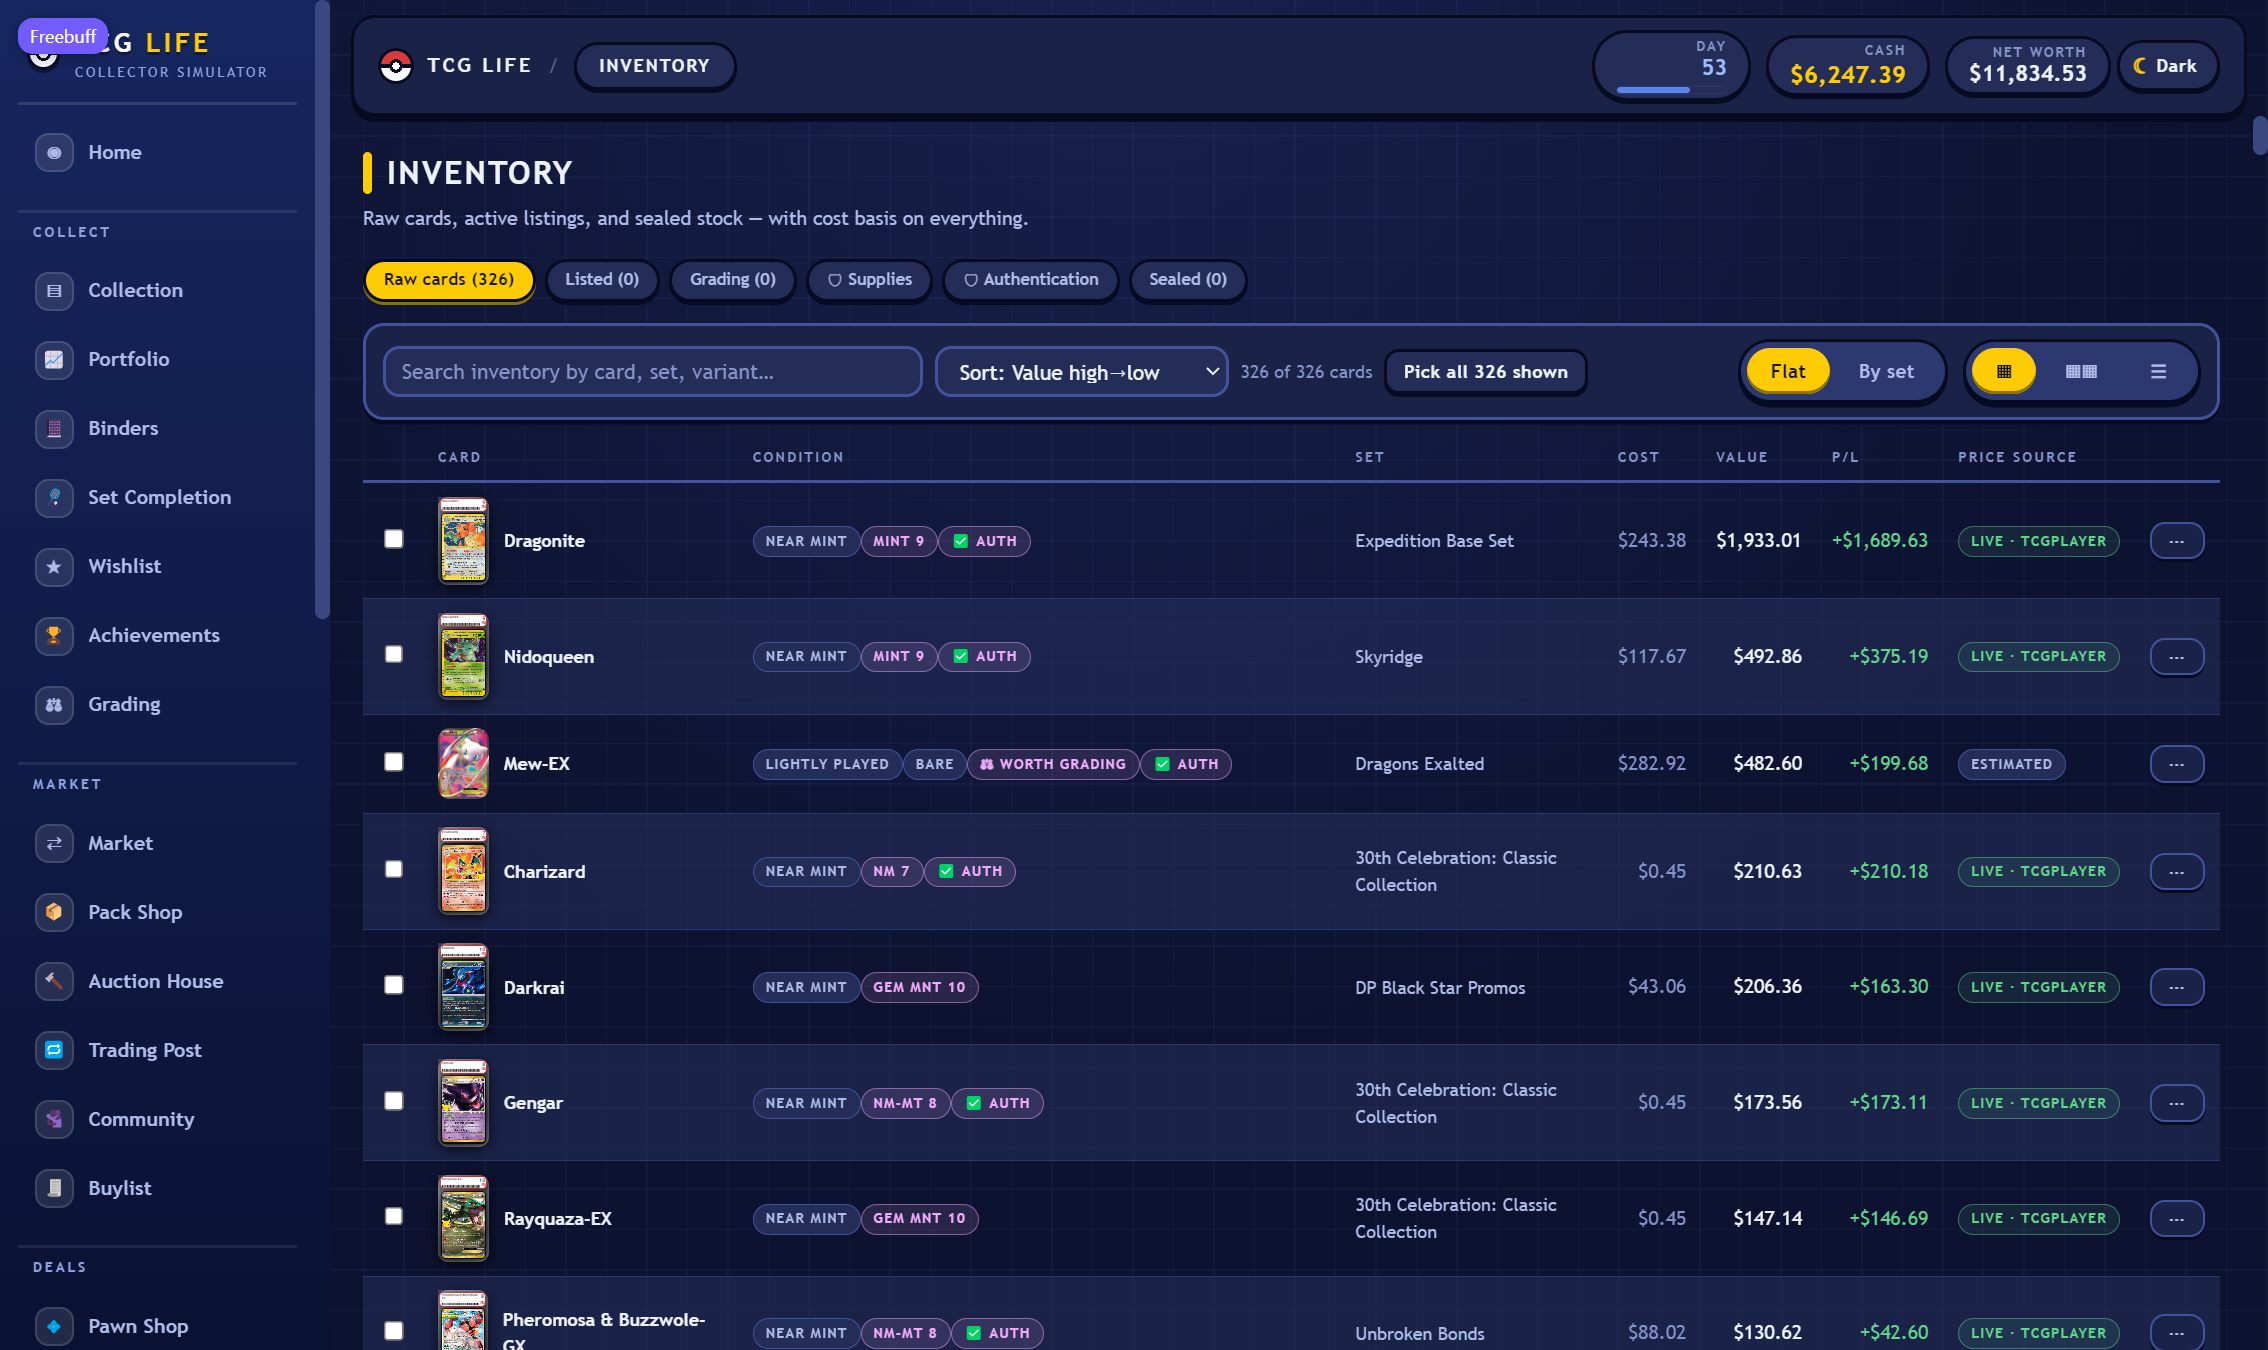 Freebuff
CG LIFE
COLLECTOR SIMULATOR
Home
COLLECT
Collection
Portfolio
Binders
Set Completion
Wishlist
Achievements
Grading
MARKET
Market
Pack Shop
Auction House
Trading Post
Community
Buylist
DEALS
Pawn Shop
TCG LIFE / INVENTORY
DAY
53
CASH
$6,247.39
NET WORTH
$11,834.53
Dark
INVENTORY
Raw cards, active listings, and sealed stock — with cost basis on everything.
Raw cards (326) Listed (0) Grading (0) Supplies Authentication Sealed (0)
Search inventory by card, set, variant... Sort: Value high→low 326 of 326 cards Pick all 326 shown Flat By set
CARD CONDITION SET COST VALUE P/L PRICE SOURCE
Dragonite NEAR MINT MINT 9 ✅ AUTH Expedition Base Set $243.38 $1,933.01 +$1,689.63 LIVE · TCGPLAYER ---
Nidoqueen NEAR MINT MINT 9 ✅ AUTH Skyridge $117.67 $492.86 +$375.19 LIVE · TCGPLAYER ---
Mew-EX LIGHTLY PLAYED BARE WORTH GRADING ✅ AUTH Dragons Exalted $282.92 $482.60 +$199.68 ESTIMATED ---
Charizard NEAR MINT NM 7 ✅ AUTH 30th Celebration: Classic Collection $0.45 $210.63 +$210.18 LIVE · TCGPLAYER ---
Darkrai NEAR MINT GEM MNT 10 DP Black Star Promos $43.06 $206.36 +$163.30 LIVE · TCGPLAYER ---
Gengar NEAR MINT NM-MT 8 ✅ AUTH 30th Celebration: Classic Collection $0.45 $173.56 +$173.11 LIVE · TCGPLAYER ---
Rayquaza-EX NEAR MINT GEM MNT 10 30th Celebration: Classic Collection $0.45 $147.14 +$146.69 LIVE · TCGPLAYER ---
Pheromosa & Buzzwole-GX NEAR MINT NM-MT 8 ✅ AUTH Unbroken Bonds $88.02 $130.62 +$42.60 LIVE · TCGPLAYER ---